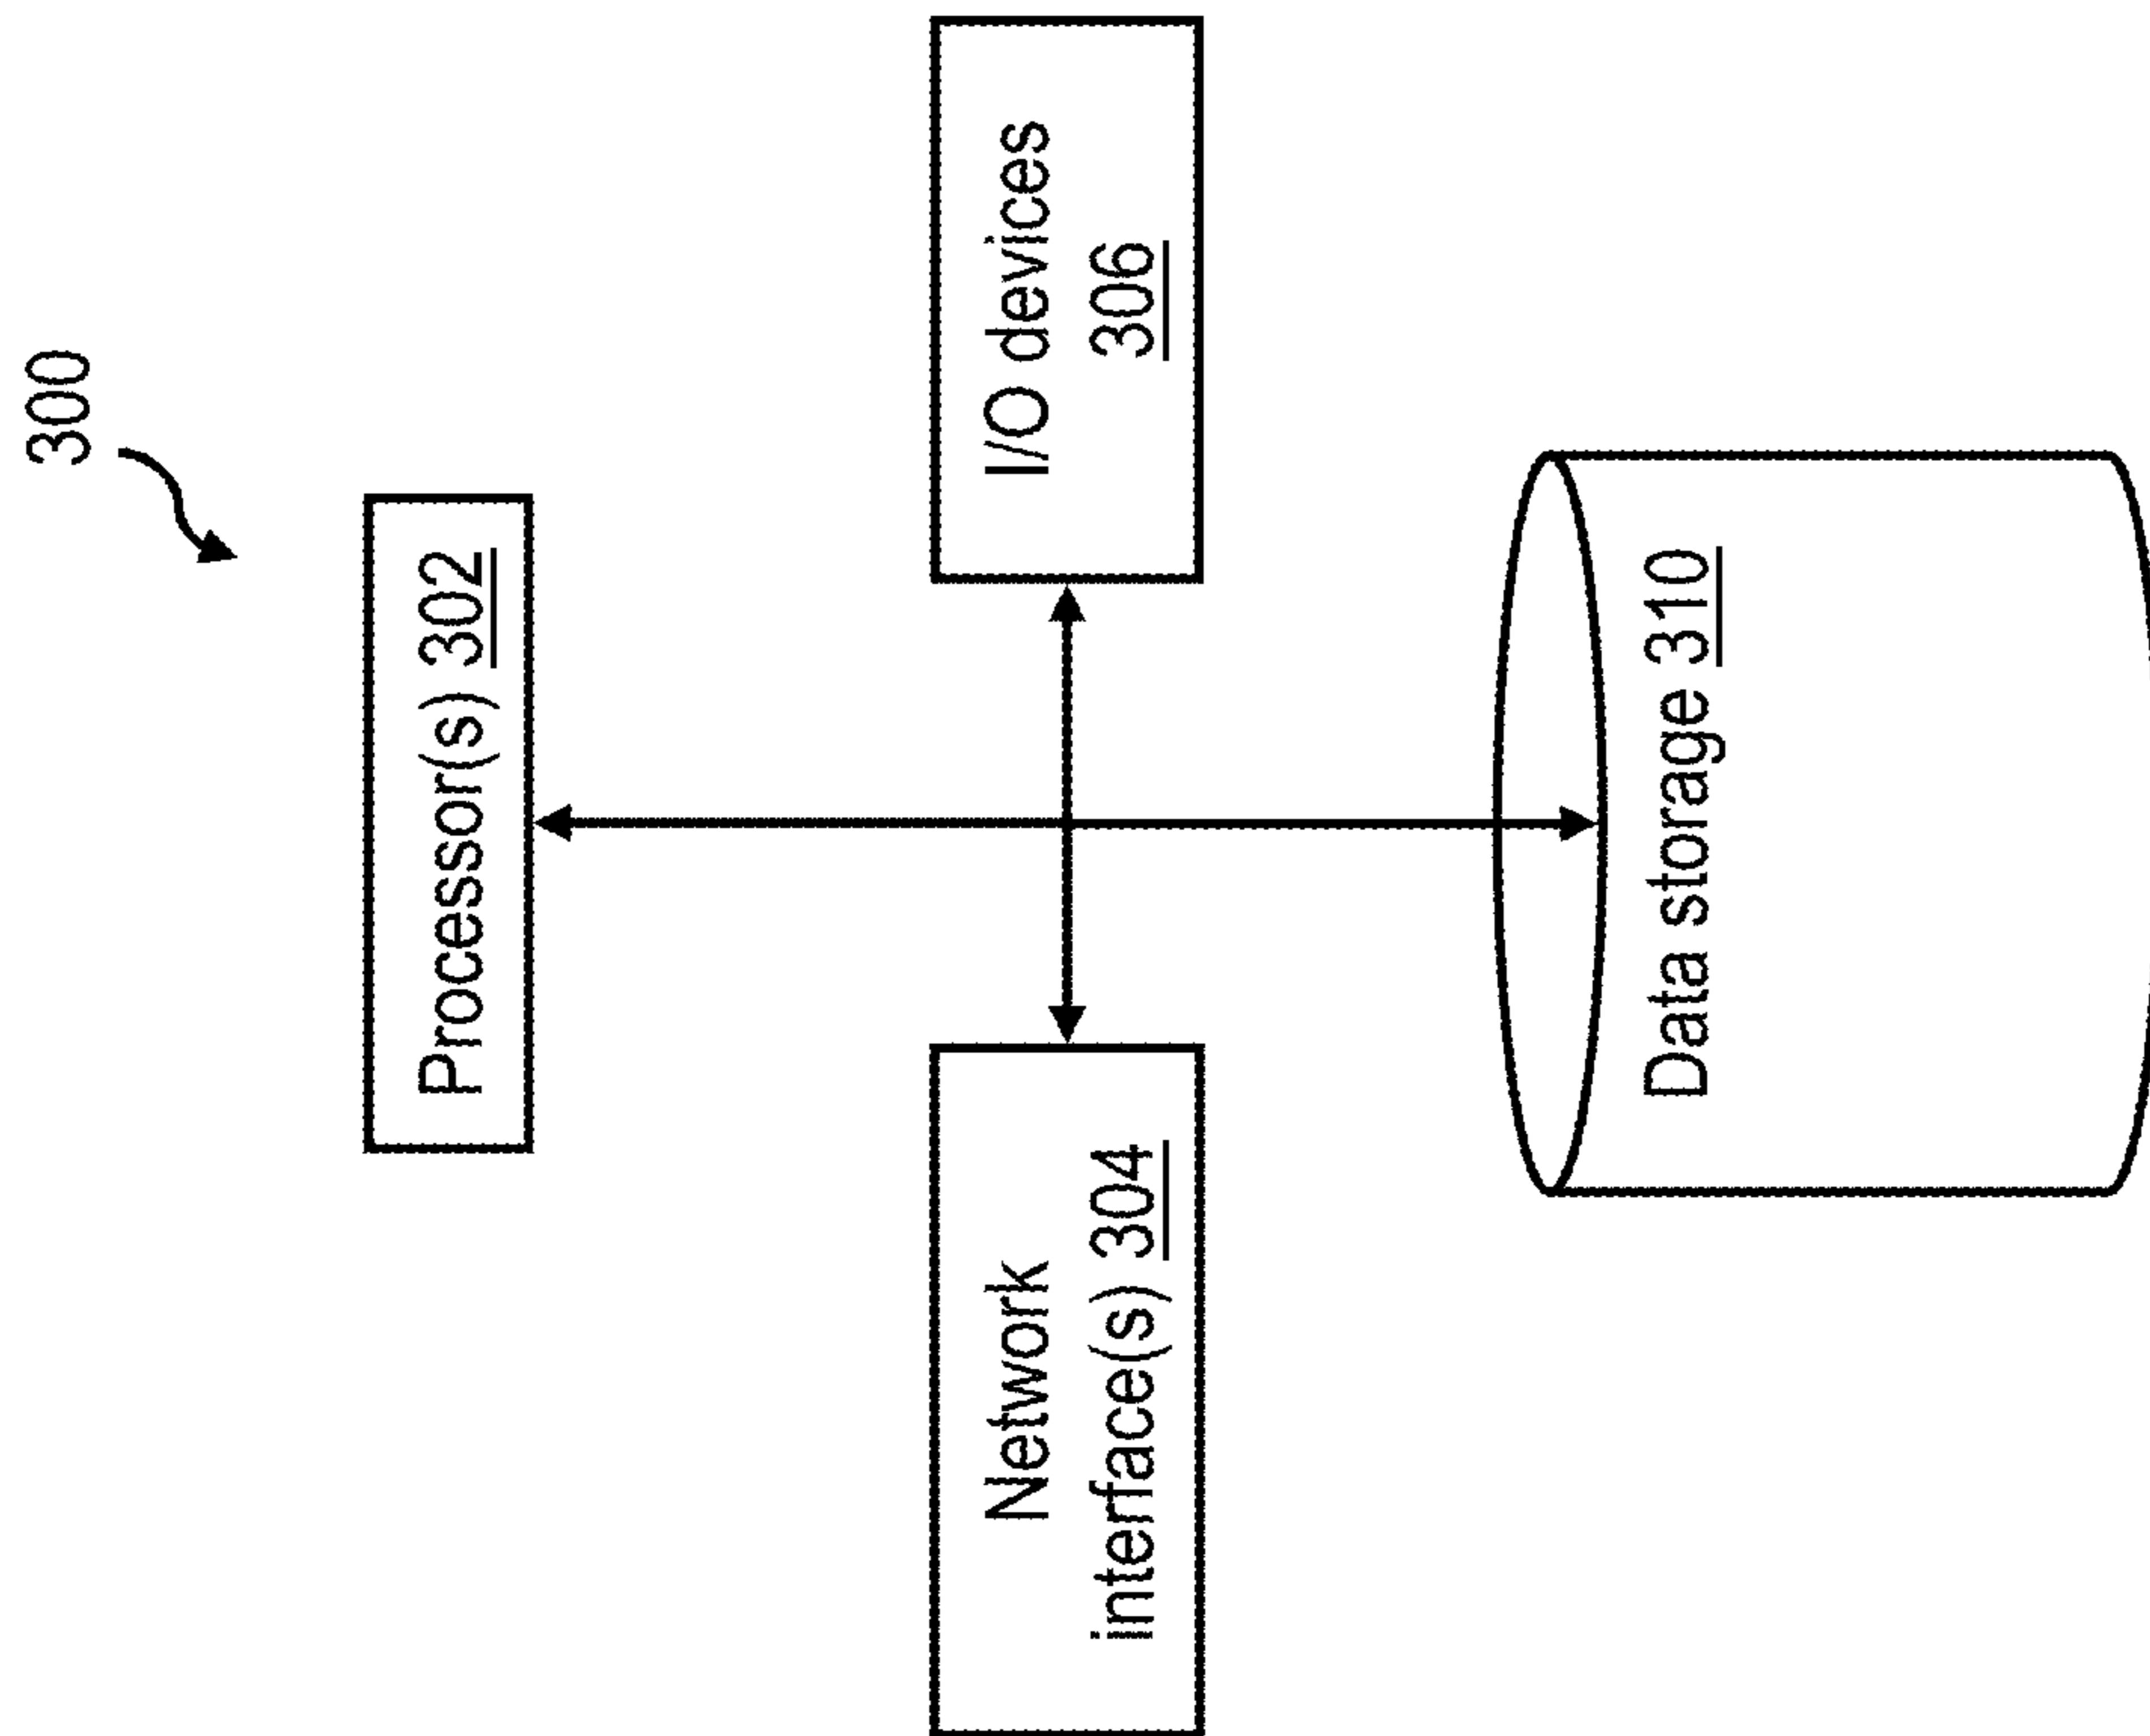 300
Processor(s) 302
Network
interface(s) 304
I/O devices
306
Data storage 310